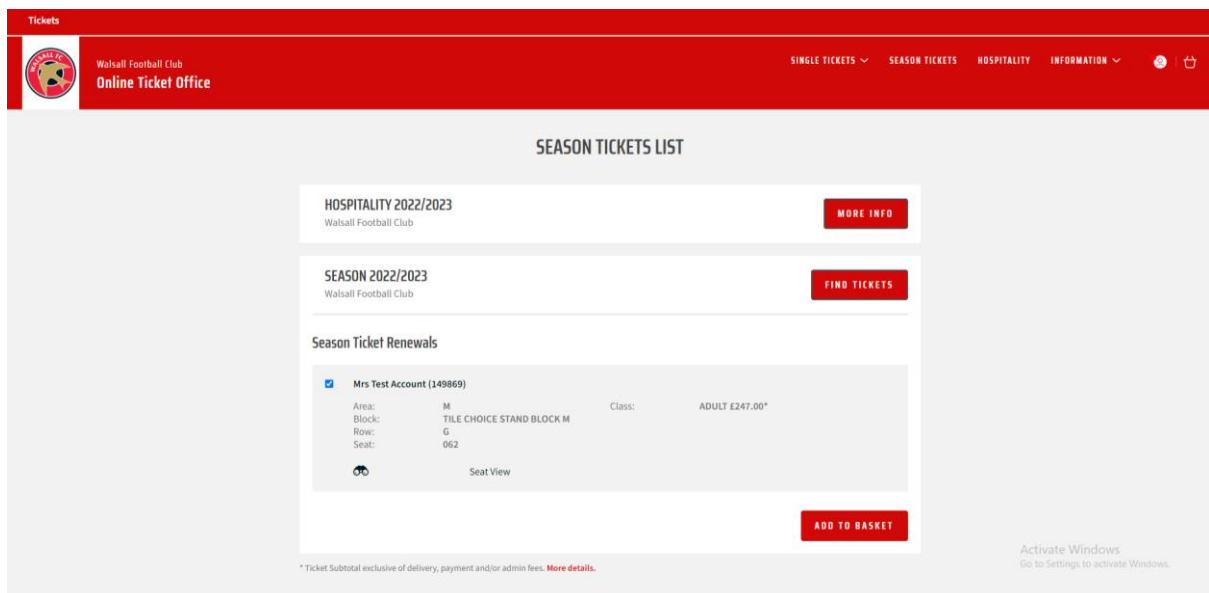 Tickets
WALSALL FC
Walsall Football Club
Online Ticket Office
SINGLE TICKETS SEASON TICKETS HOSPITALITY INFORMATION
SEASON TICKETS LIST
HOSPITALITY 2022/2023
Walsall Football Club
MORE INFO
SEASON 2022/2023
Walsall Football Club
FIND TICKETS
Season Ticket Renewals
Mrs Test Account (149869)
Area: M Class: ADULT £247.00*
Block: TILE CHOICE STAND BLOCK M
Row: G
Seat: 062
Seat View
ADD TO BASKET
* Ticket Subtotal exclusive of delivery, payment and/or admin fees. More details.
Activate Windows
Go to Settings to activate Windows.